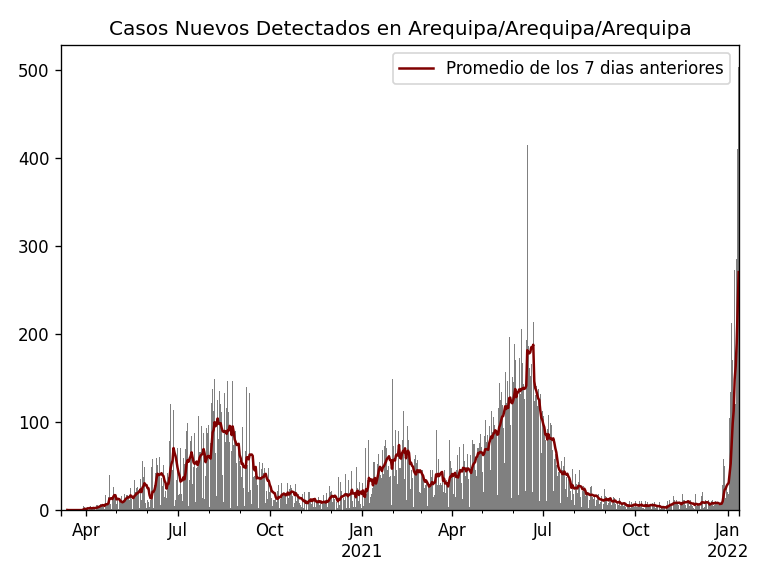 Casos Nuevos Detectados en Arequipa/Arequipa/Arequipa
Promedio de los 7 dias anteriores
500
400
300
200
100
0
Apr Jul Oct Jan Apr Jul Oct Jan
2021 2022